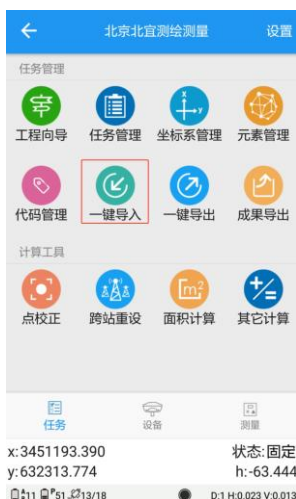 北京北宜测绘测量 设置
任务管理
工程向导 任务管理 坐标系管理 元素管理
代码管理 一键导入 一键导出 成果导出
计算工具
点校正 跨站重设 面积计算 其它计算
任务 设备 测量
x:3451193.390 状态:固定
y:632313.774 h:-63.444
11 P51 13/18 D:1 H:0.023 V:0.013